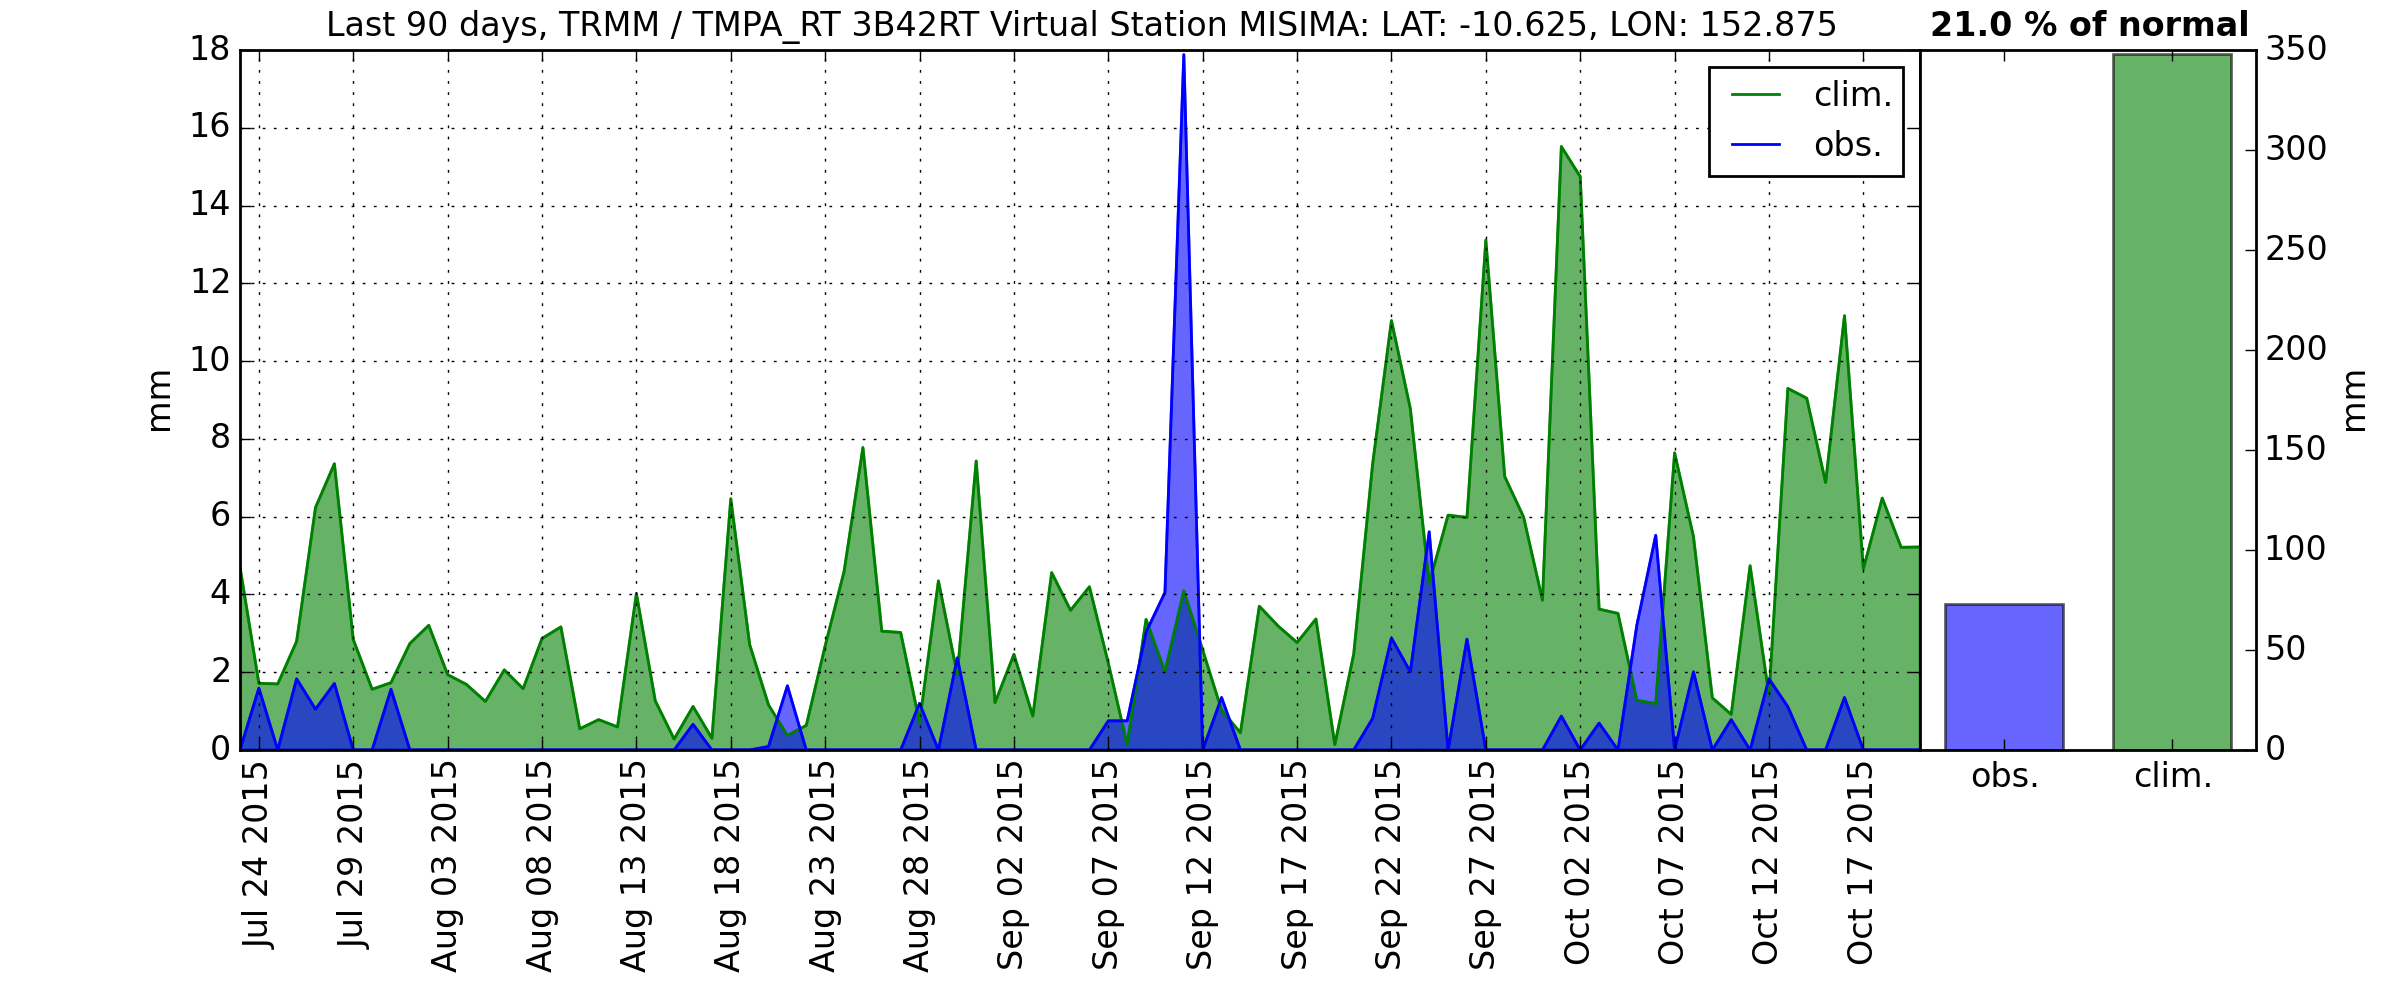 Last 90 days, TRMM / TMPA_RT 3B42RT Virtual Station MISIMA: LAT: -10.625, LON: 152.875
21.0 % of normal
18
16
14
12
10
8
6
4
2
0
mm
clim.
obs.
350
300
250
200
150
100
50
0
mm
obs.
clim.
Jul 24 2015
Jul 29 2015
Aug 03 2015
Aug 08 2015
Aug 13 2015
Aug 18 2015
Aug 23 2015
Aug 28 2015
Sep 02 2015
Sep 07 2015
Sep 12 2015
Sep 17 2015
Sep 22 2015
Sep 27 2015
Oct 02 2015
Oct 07 2015
Oct 12 2015
Oct 17 2015